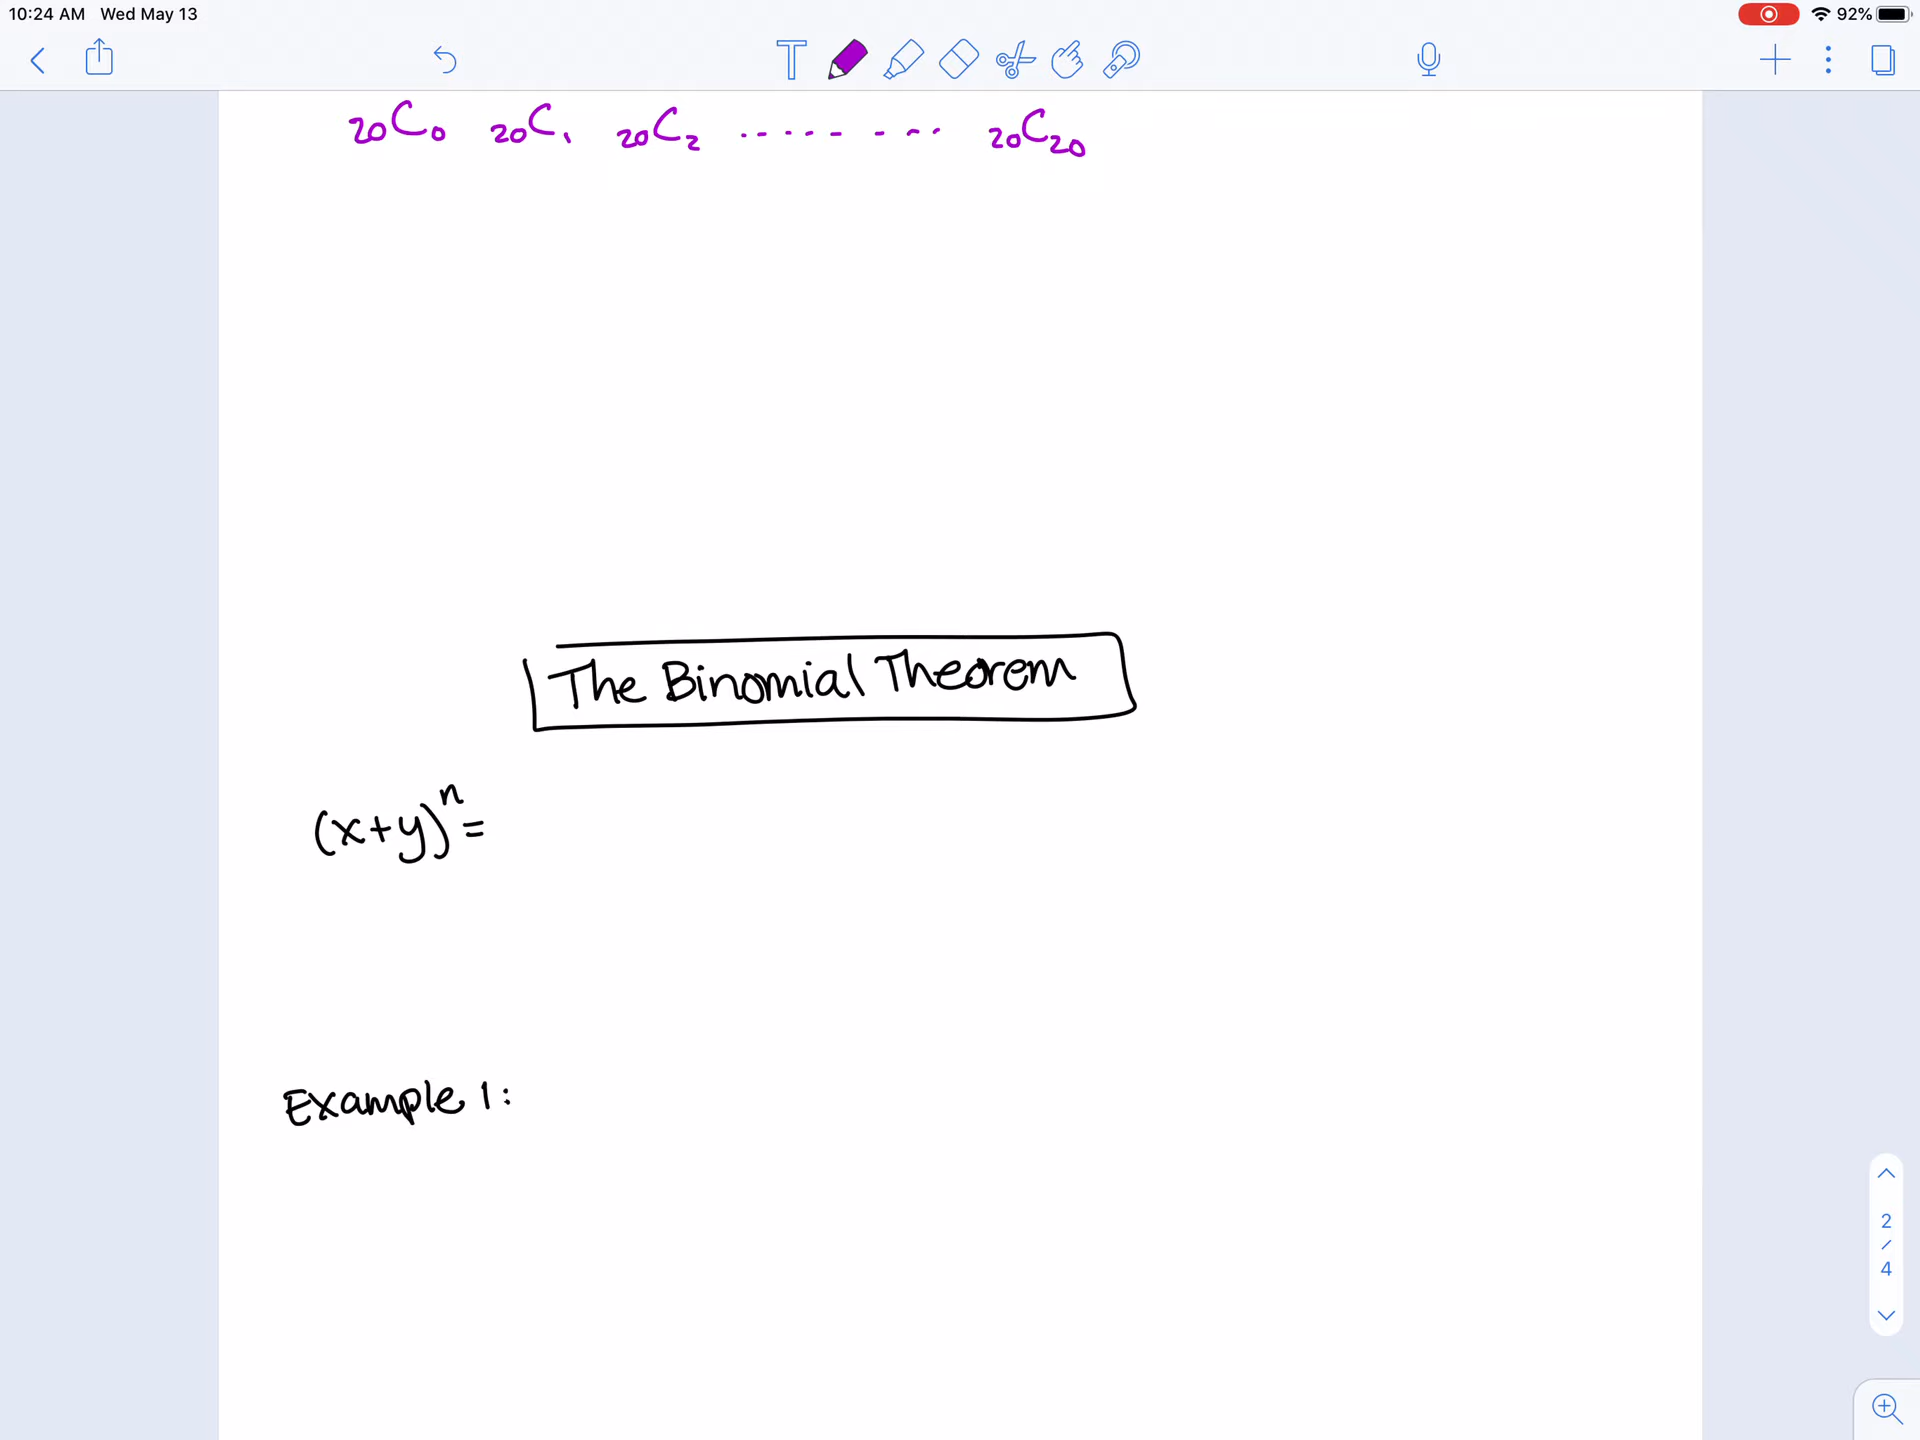 10:24 AM Wed May 13 92%
₂₀C₀ ₂₀C₁ ₂₀C₂ ......... ₂₀C₂₀
The Binomial Theorem
(x+y)ⁿ=
Example 1:
2
/
4